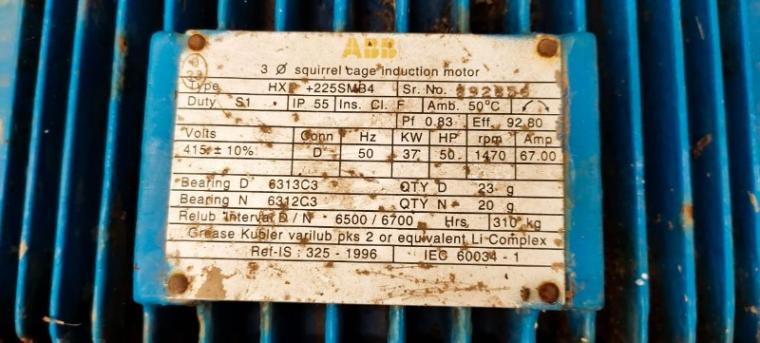 ABB
3 Ø squirrel cage induction motor
Type HX +225SMB4 Sr. No.
Duty S1 IP 55 Ins. Cl. F Amb. 50°C
Pf 0.83 Eff. 92.80
Volts Conn Hz KW HP rpm Amp
415 ± 10% D 50 37 50 1470 67.00
Bearing D 6313C3 QTY D 23 g
Bearing N 6312C3 QTY N 20 g
Relub Interval D / N 6500 / 6700 Hrs 310 kg
Grease Kubler varilub pks 2 or equivalent Li-Complex
Ref-IS : 325 - 1996 IEC 60034 - 1